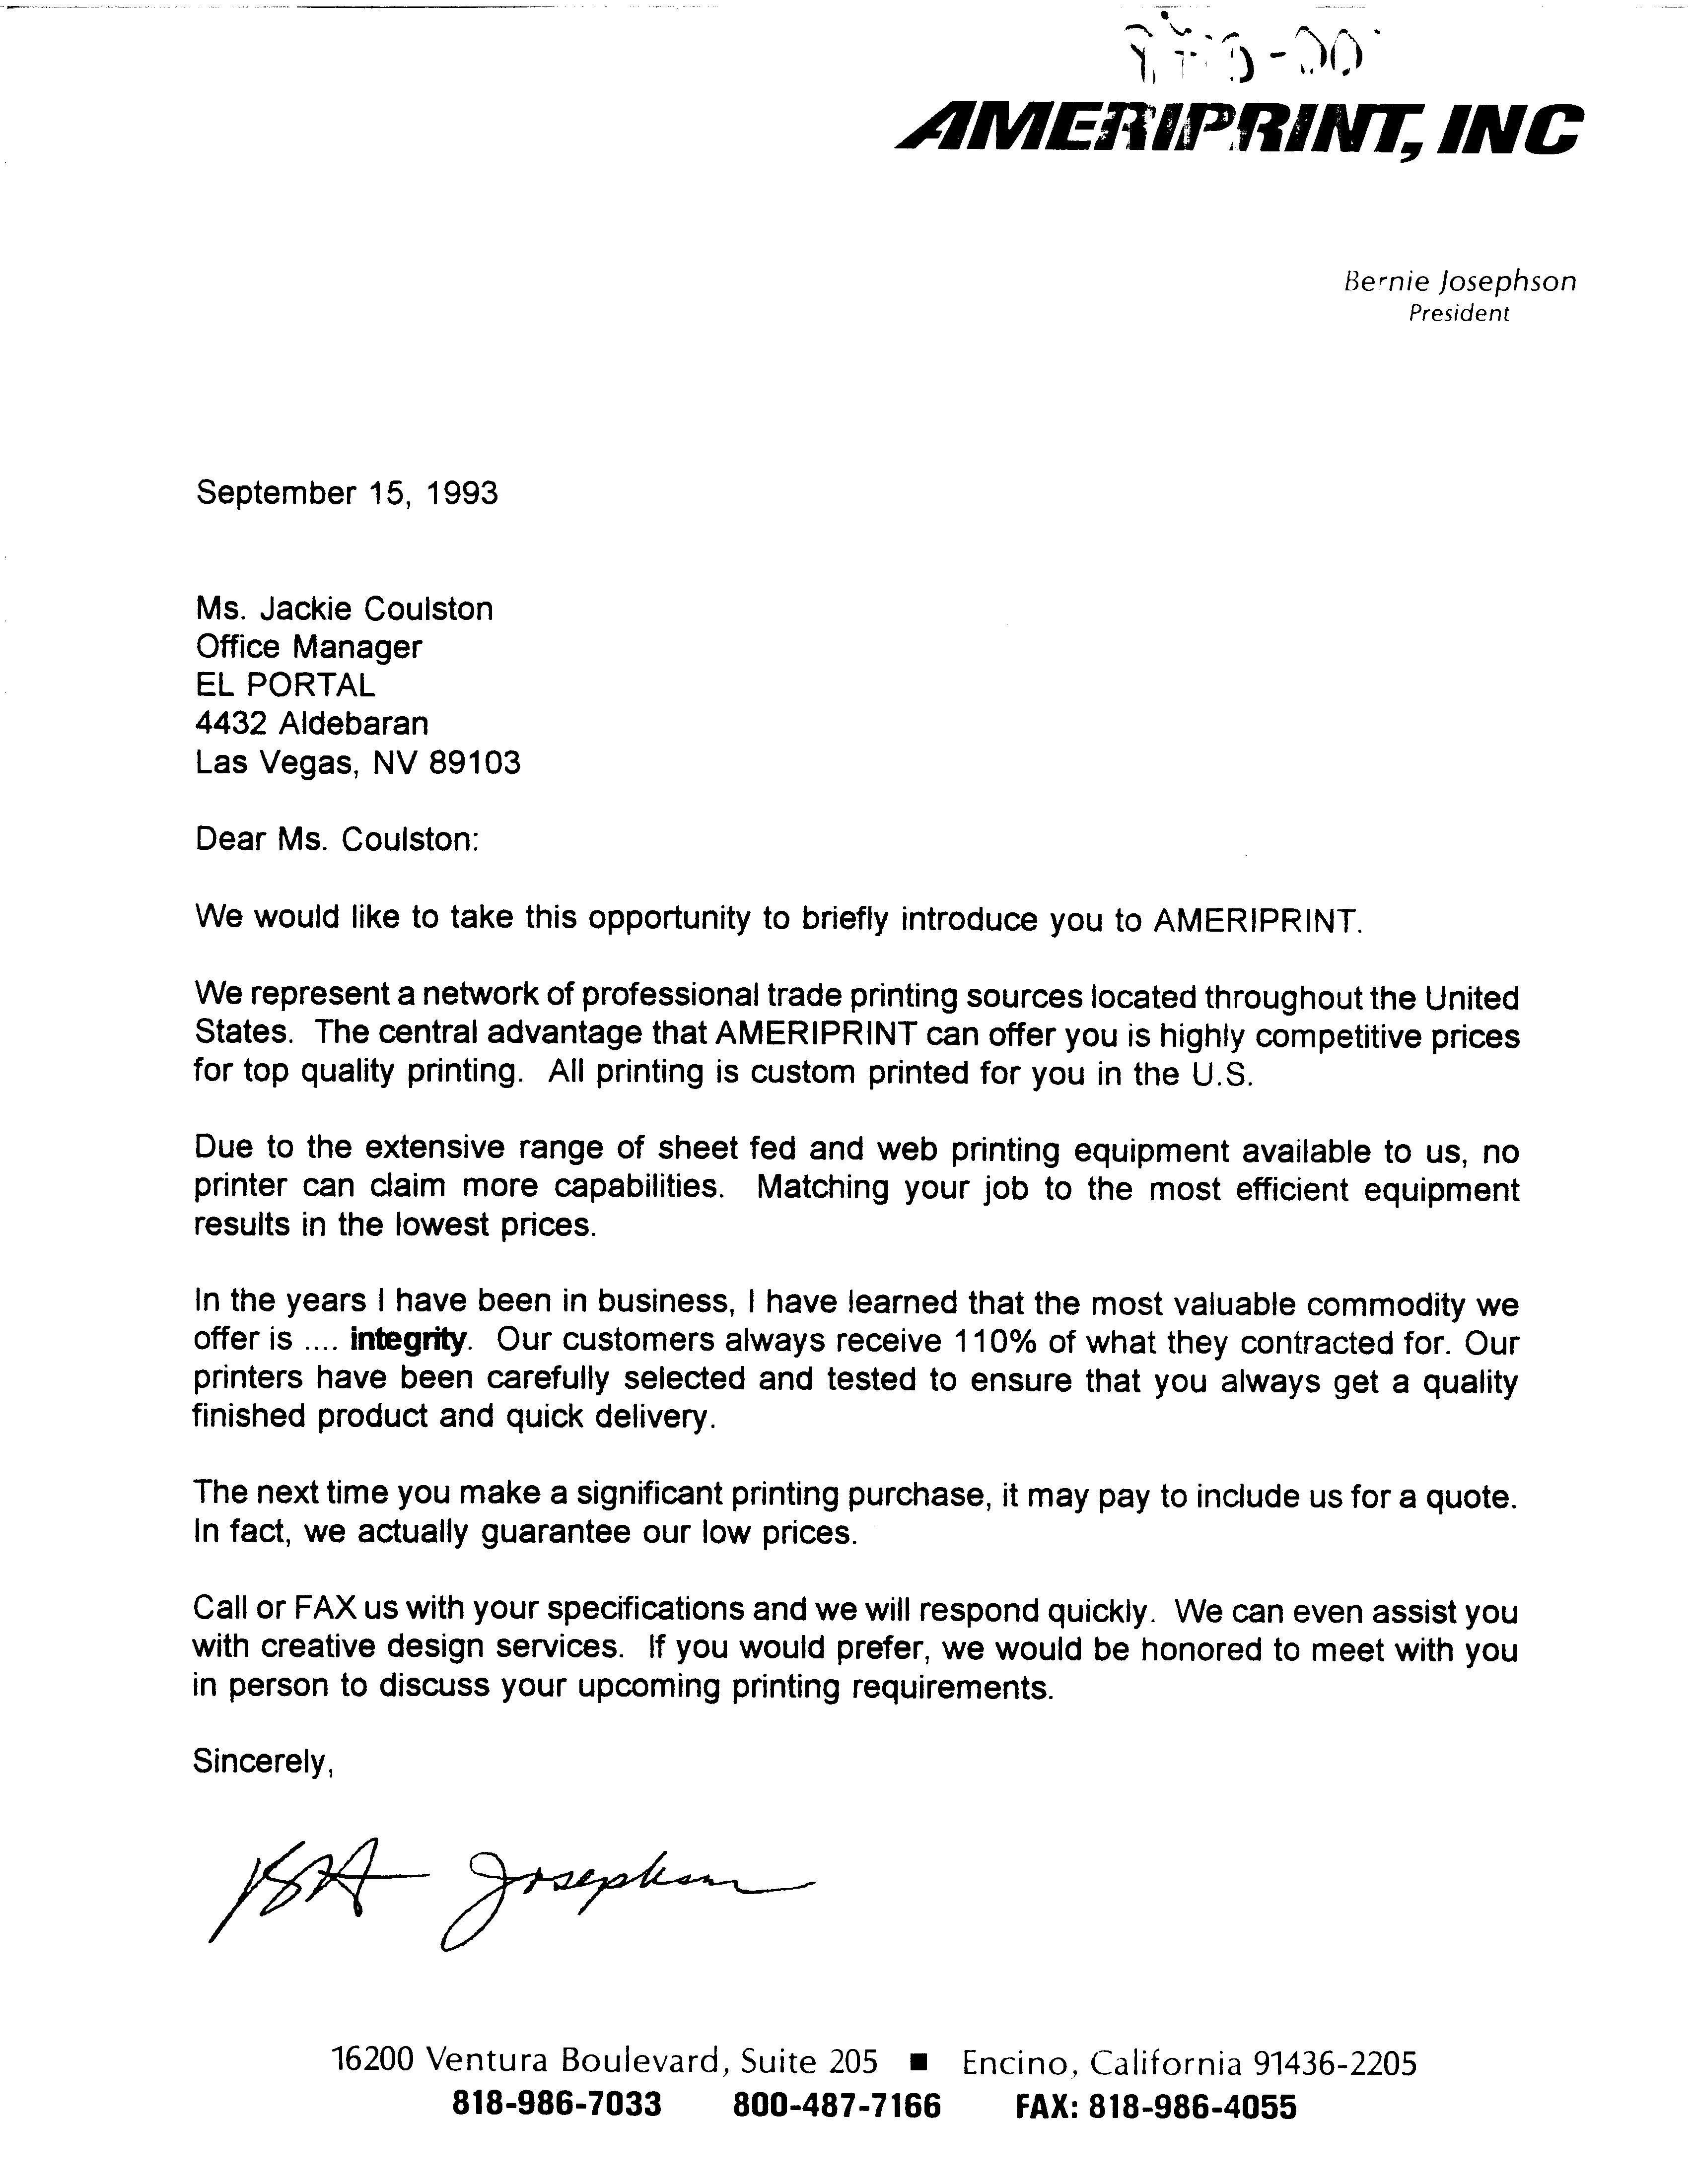 AMERIPRINT, INC
Bernie Josephson
President
September 15, 1993
Ms. Jackie Coulston
Office Manager
EL PORTAL
4432 Aldebaran
Las Vegas, NV 89103
Dear Ms. Coulston:
We would like to take this opportunity to briefly introduce you to AMERIPRINT.
We represent a network of professional trade printing sources located throughout the United
States. The central advantage that AMERIPRINT can offer you is highly competitive prices
for top quality printing. All printing is custom printed for you in the U.S.
Due to the extensive range of sheet fed and web printing equipment available to us, no
printer can claim more capabilities. Matching your job to the most efficient equipment
results in the lowest prices.
In the years I have been in business, I have learned that the most valuable commodity we
offer is .... integrity. Our customers always receive 110% of what they contracted for. Our
printers have been carefully selected and tested to ensure that you always get a quality
finished product and quick delivery.
The next time you make a significant printing purchase, it may pay to include us for a quote.
In fact, we actually guarantee our low prices.
Call or FAX us with your specifications and we will respond quickly. We can even assist you
with creative design services. If you would prefer, we would be honored to meet with you
in person to discuss your upcoming printing requirements.
Sincerely,
Josephson
16200 Ventura Boulevard, Suite 205 ■ Encino, California 91436-2205
818-986-7033 800-487-7166 FAX: 818-986-4055